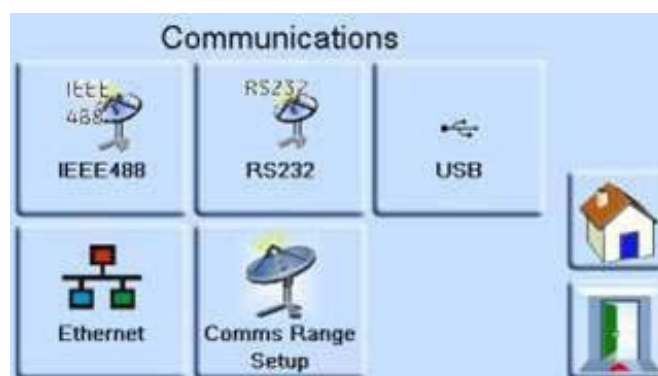 Communications
IEEE
488
IEEE488
RS232
RS232
USB
Ethernet
Comms Range
Setup